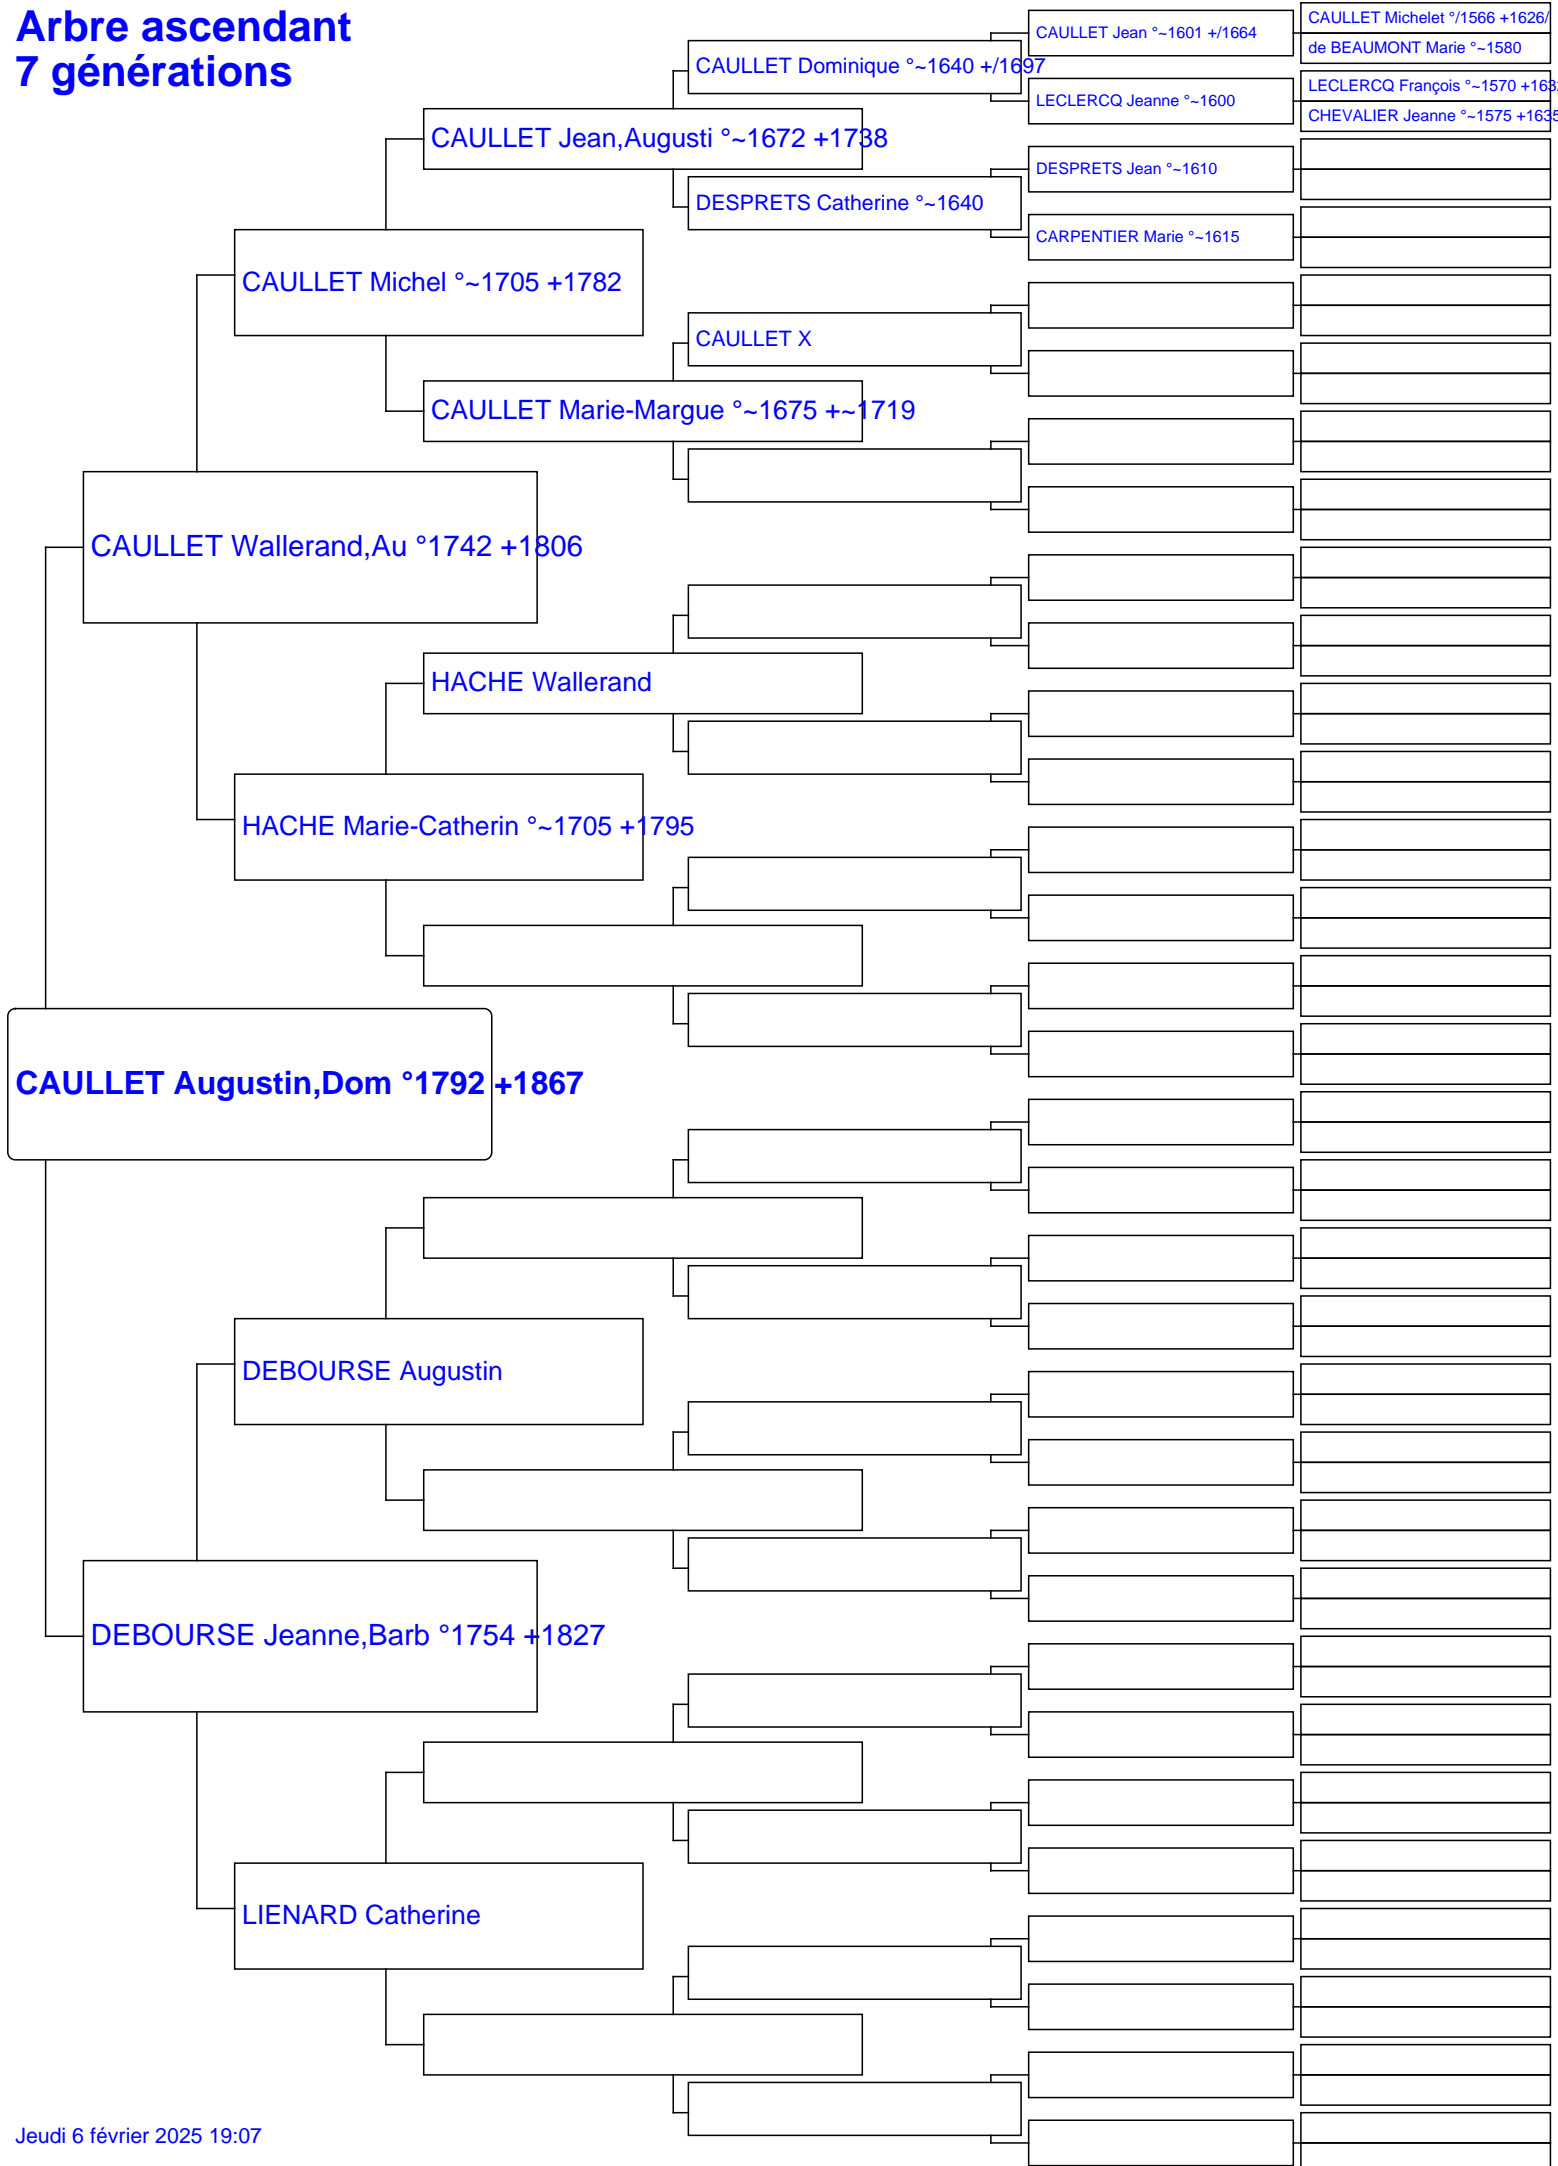 Arbre ascendant
7 générations
CAULLET Michelet °/1566 +1626/
CAULLET Jean °~1601 +/1664
de BEAUMONT Marie °~1580
CAULLET Dominique °~1640 +/1697
LECLERCQ François °~1570 +163
LECLERCQ Jeanne °~1600
CHEVALIER Jeanne °~1575 +1635
CAULLET Jean,Augusti °~1672 +1738
DESPRETS Jean °~1610
DESPRETS Catherine °~1640
CARPENTIER Marie °~1615
CAULLET Michel °~1705 +1782
CAULLET X
CAULLET Marie-Margue °~1675 +~1719
CAULLET Wallerand,Au °1742 +1806
HACHE Wallerand
HACHE Marie-Catherin °~1705 +1795
CAULLET Augustin,Dom °1792 +1867
DEBOURSE Augustin
DEBOURSE Jeanne,Barb °1754 +1827
LIENARD Catherine
Jeudi 6 février 2025 19:07